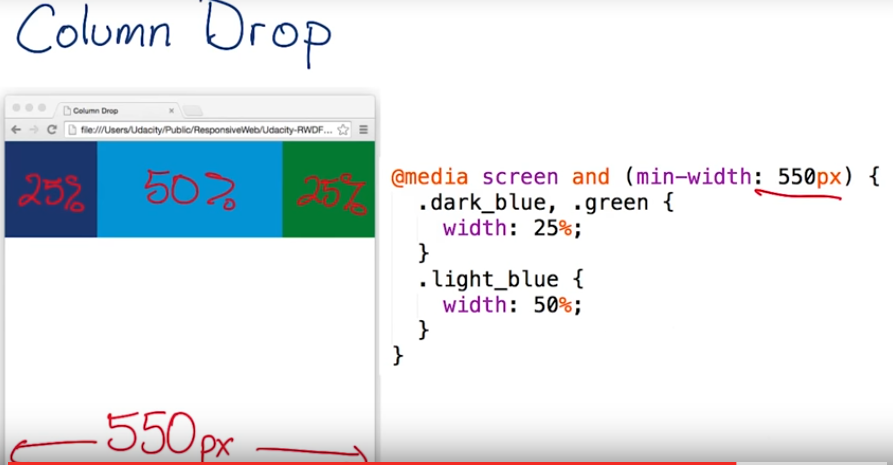 Column Drop
Column Drop
file:///Users/Udacity/Public/ResponsiveWeb/Udacity-RWDF...
25% 50% 25%
@media screen and (min-width: 550px) {
.dark_blue, .green {
width: 25%;
}
.light_blue {
width: 50%;
}
}
550px